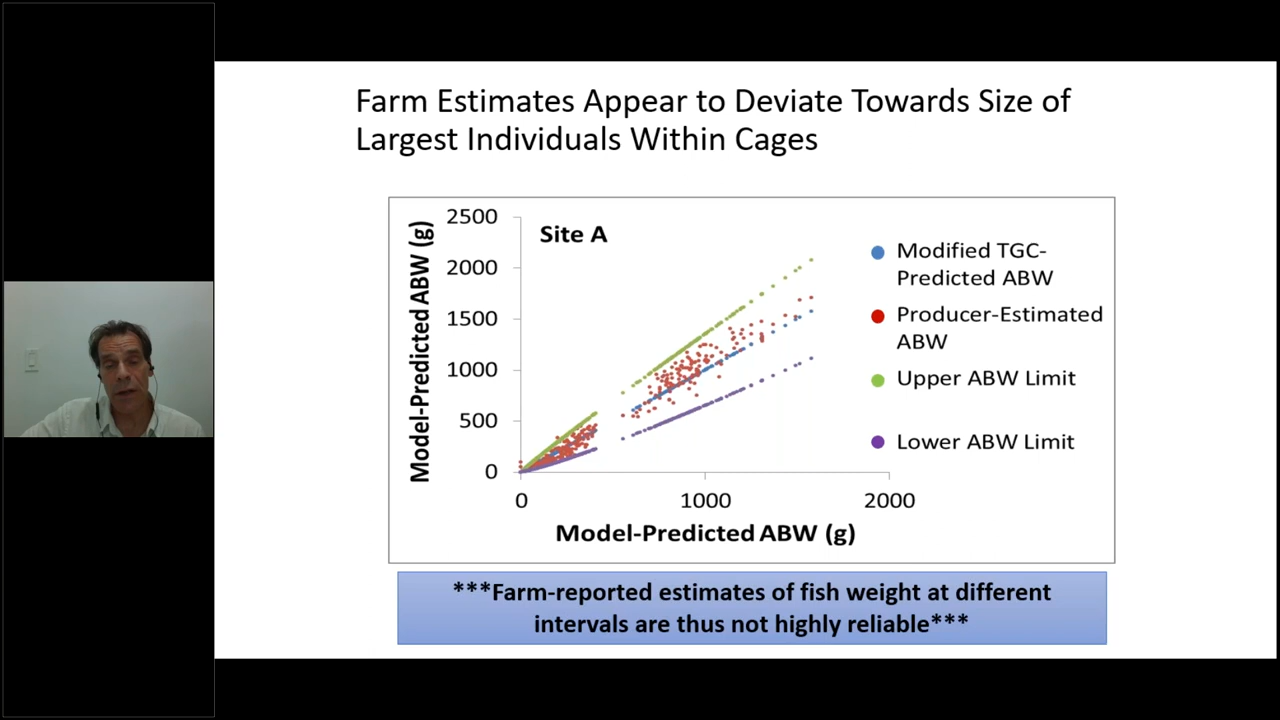 Farm Estimates Appear to Deviate Towards Size of
Largest Individuals Within Cages
Model-Predicted ABW (g)
2500
2000
1500
1000
500
0
Site A
0
1000
2000
Model-Predicted ABW (g)
Modified TGC-
Predicted ABW
Producer-Estimated
ABW
Upper ABW Limit
Lower ABW Limit
***Farm-reported estimates of fish weight at different
intervals are thus not highly reliable***